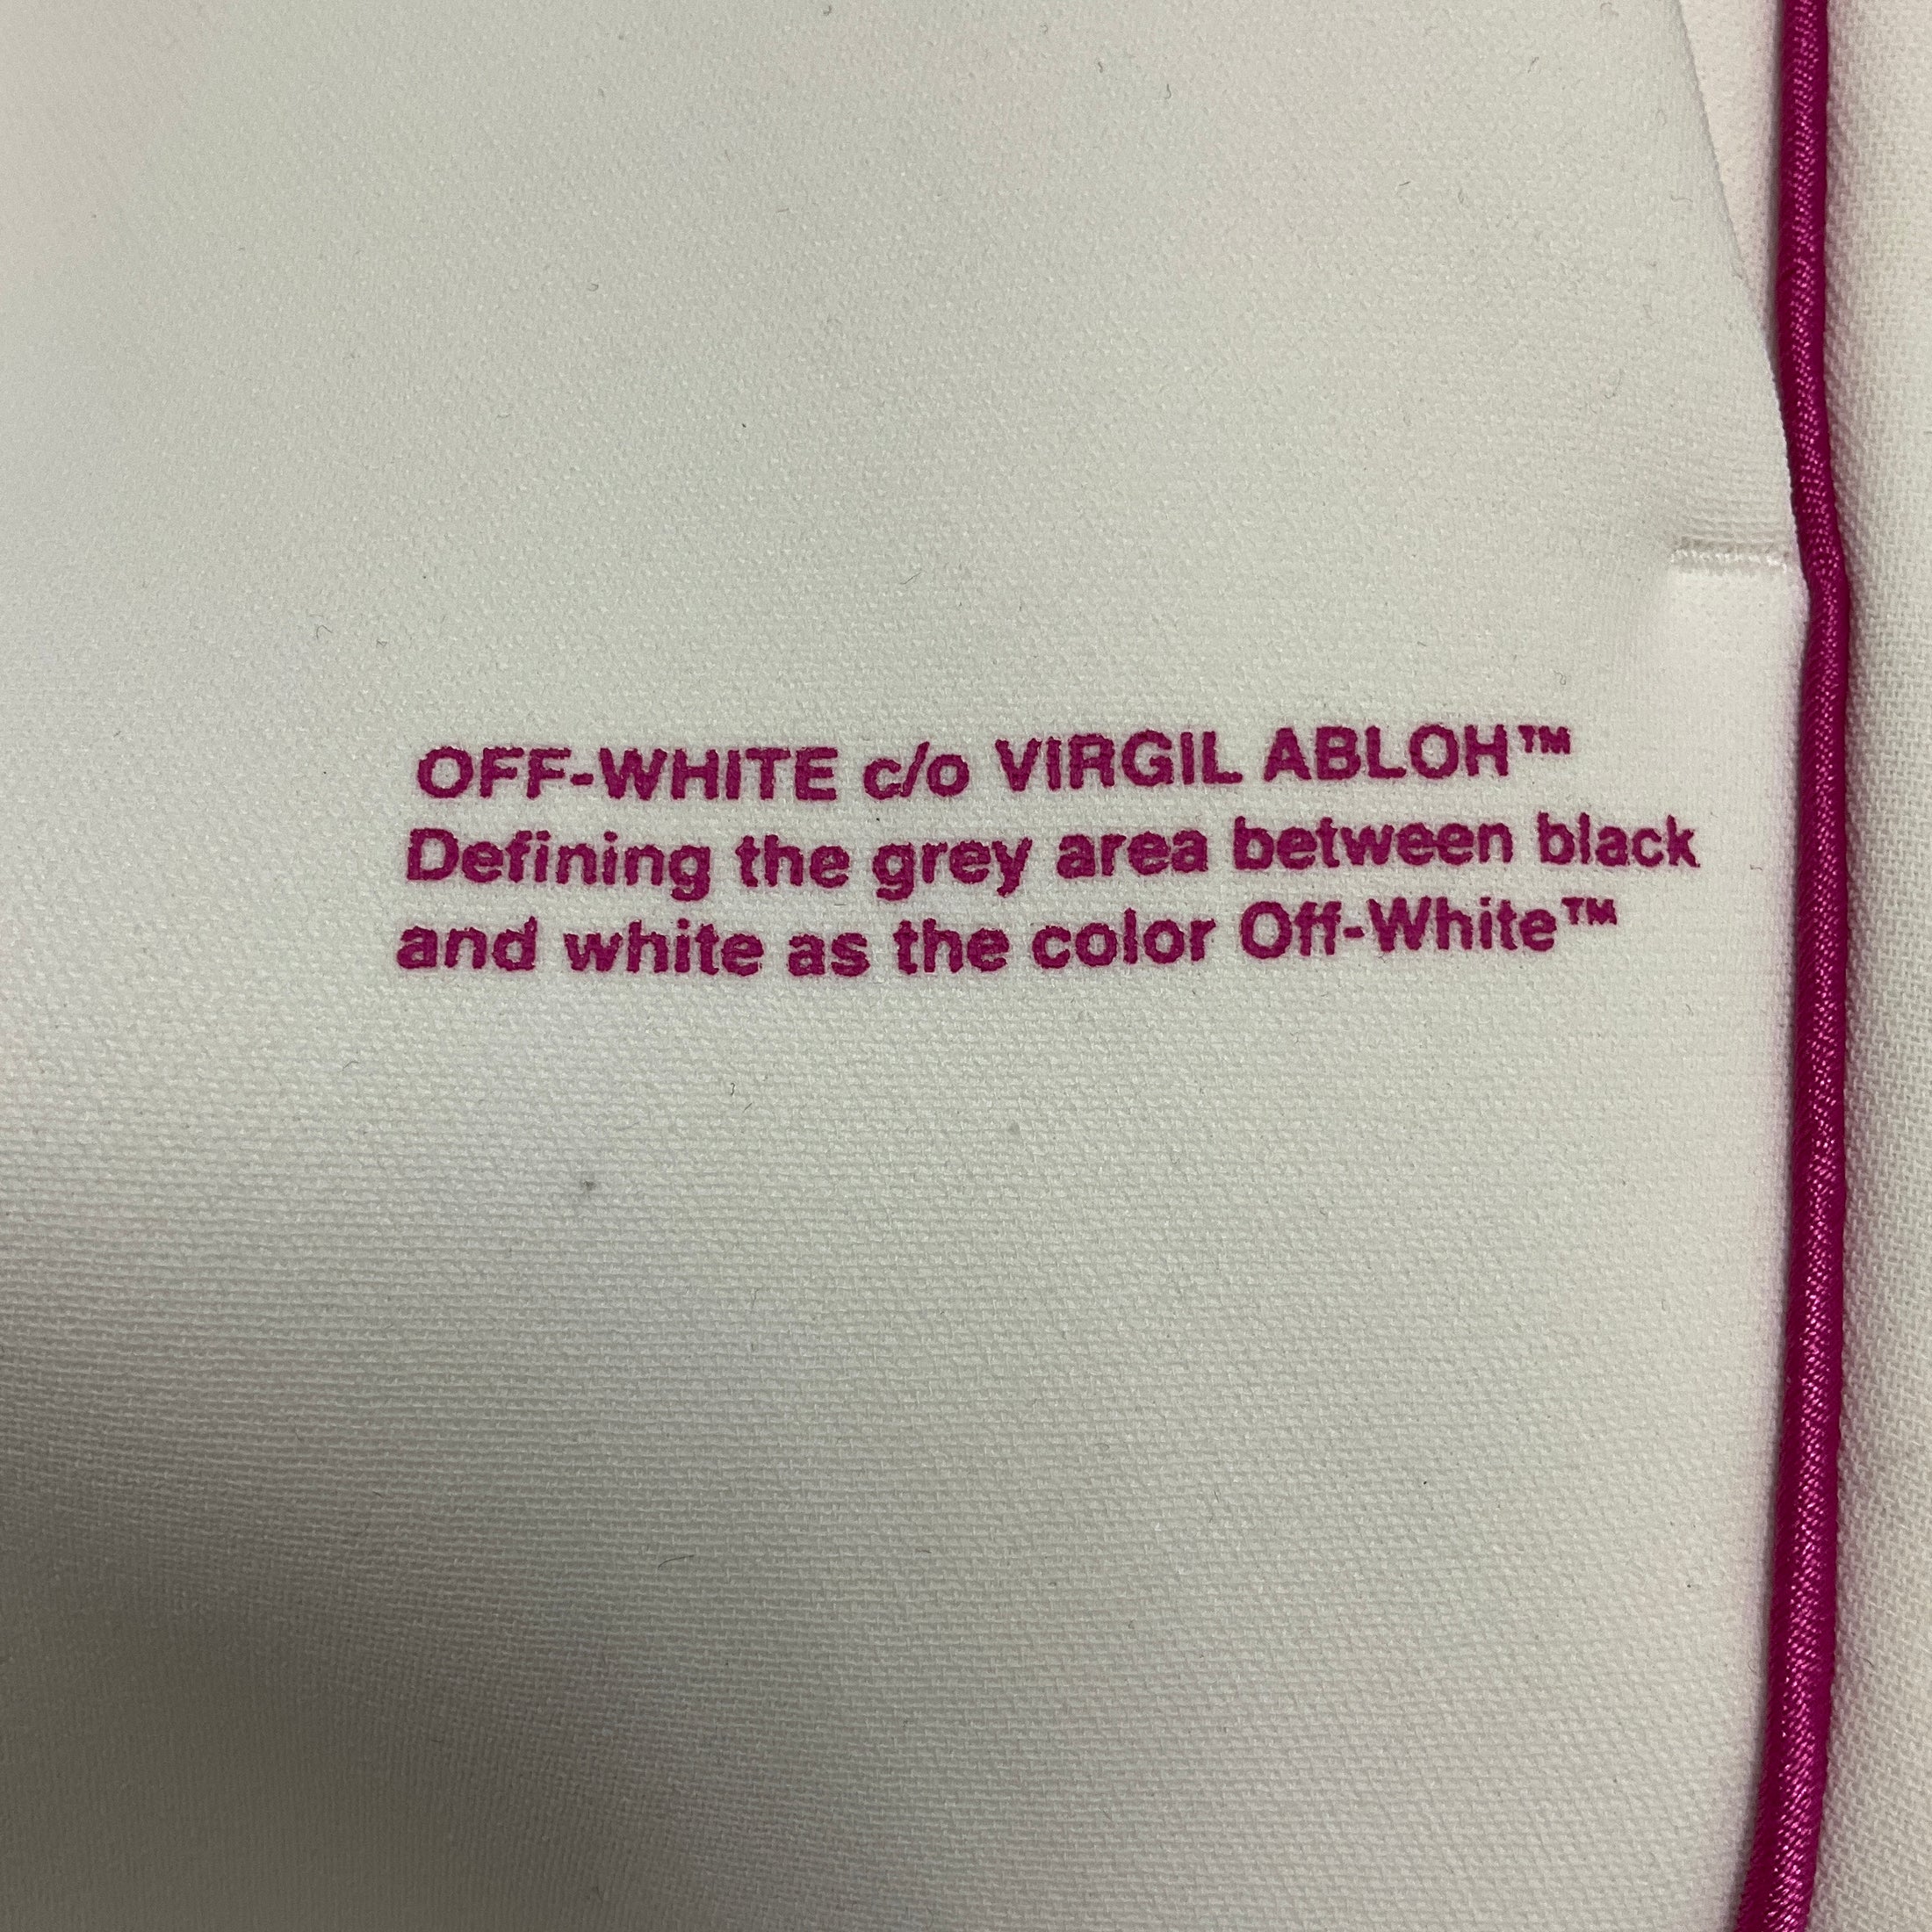 OFF-WHITE c/o VIRGIL ABLOH™
Defining the grey area between black
and white as the color Off-White™